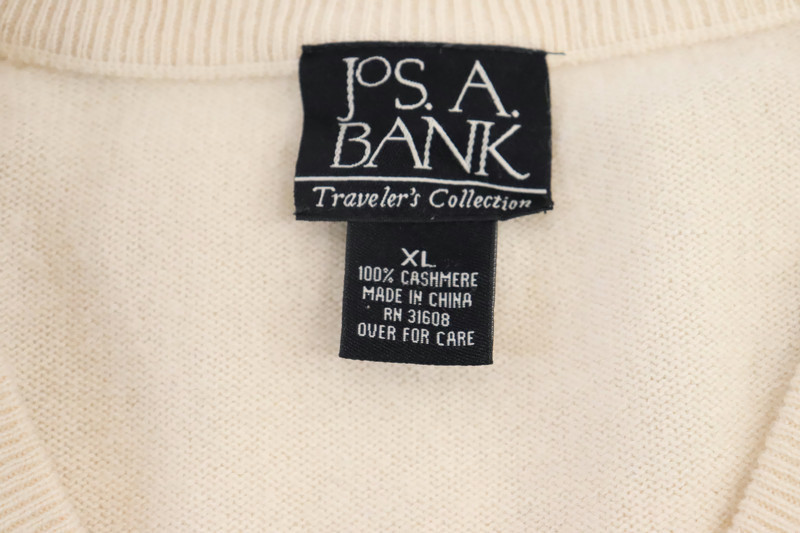 JoS. A.
BANK
Traveler's Collection
XL
100% CASHMERE
MADE IN CHINA
RN 31608
OVER FOR CARE